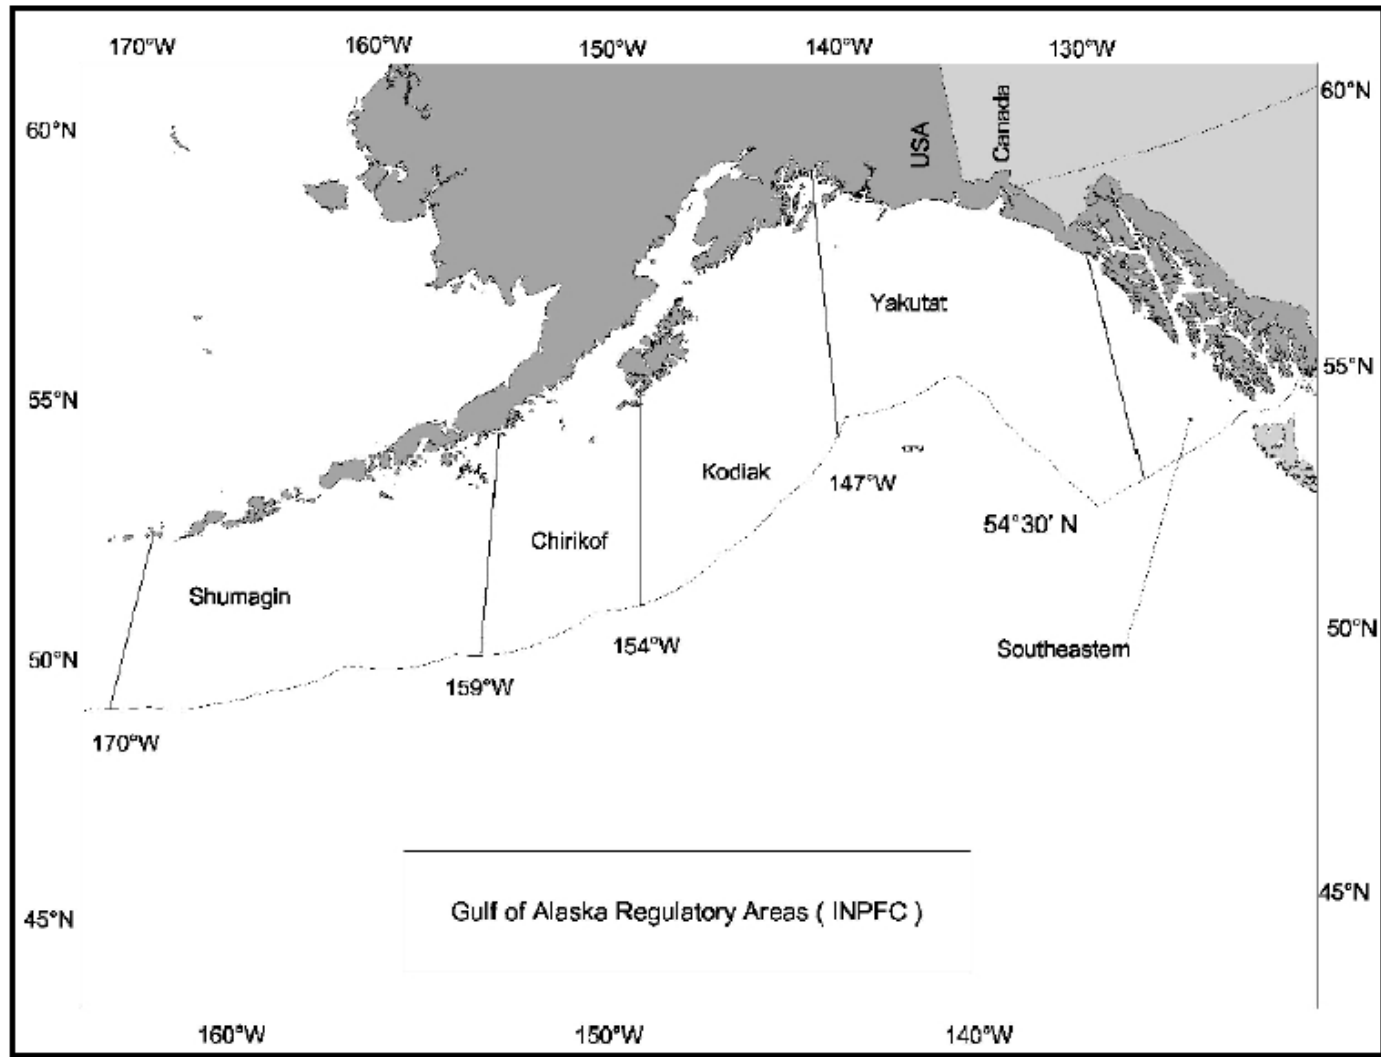 170°W
160°W
150°W
140°W
130°W
60°N
60°N
USA
Canada
Yakutat
55°N
55°N
Kodiak
147°W
54°30' N
Chirikof
Shumagin
50°N
50°N
154°W
Southeastern
159°W
170°W
45°N
45°N
Gulf of Alaska Regulatory Areas ( INPFC )
160°W
150°W
140°W